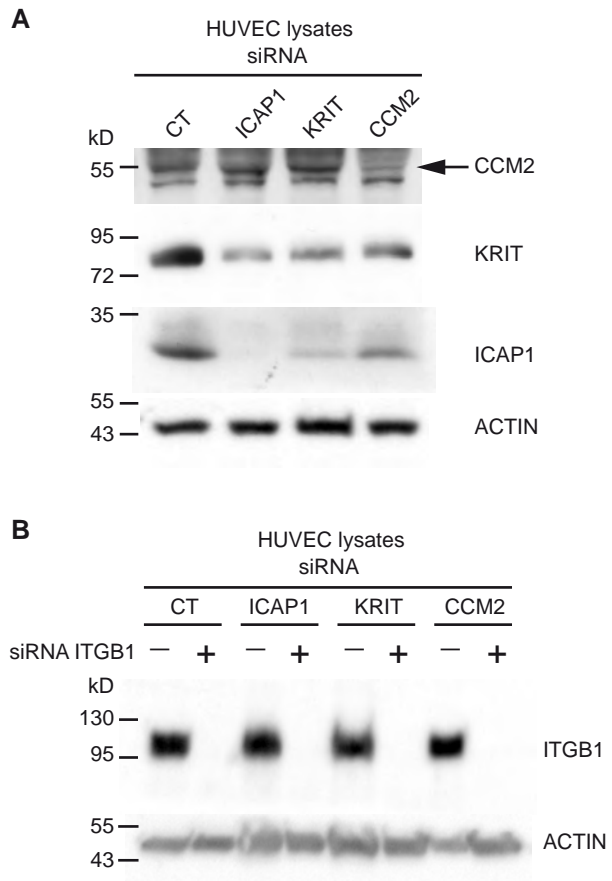 A
HUVEC lysates
siRNA
CT ICAP1 KRIT CCM2
kD
55 CCM2
95
KRIT
72
35
ICAP1
55
ACTIN
43
B
HUVEC lysates
siRNA
CT ICAP1 KRIT CCM2
siRNA ITGB1 – + – + – + – +
kD
130
ITGB1
95
55
ACTIN
43